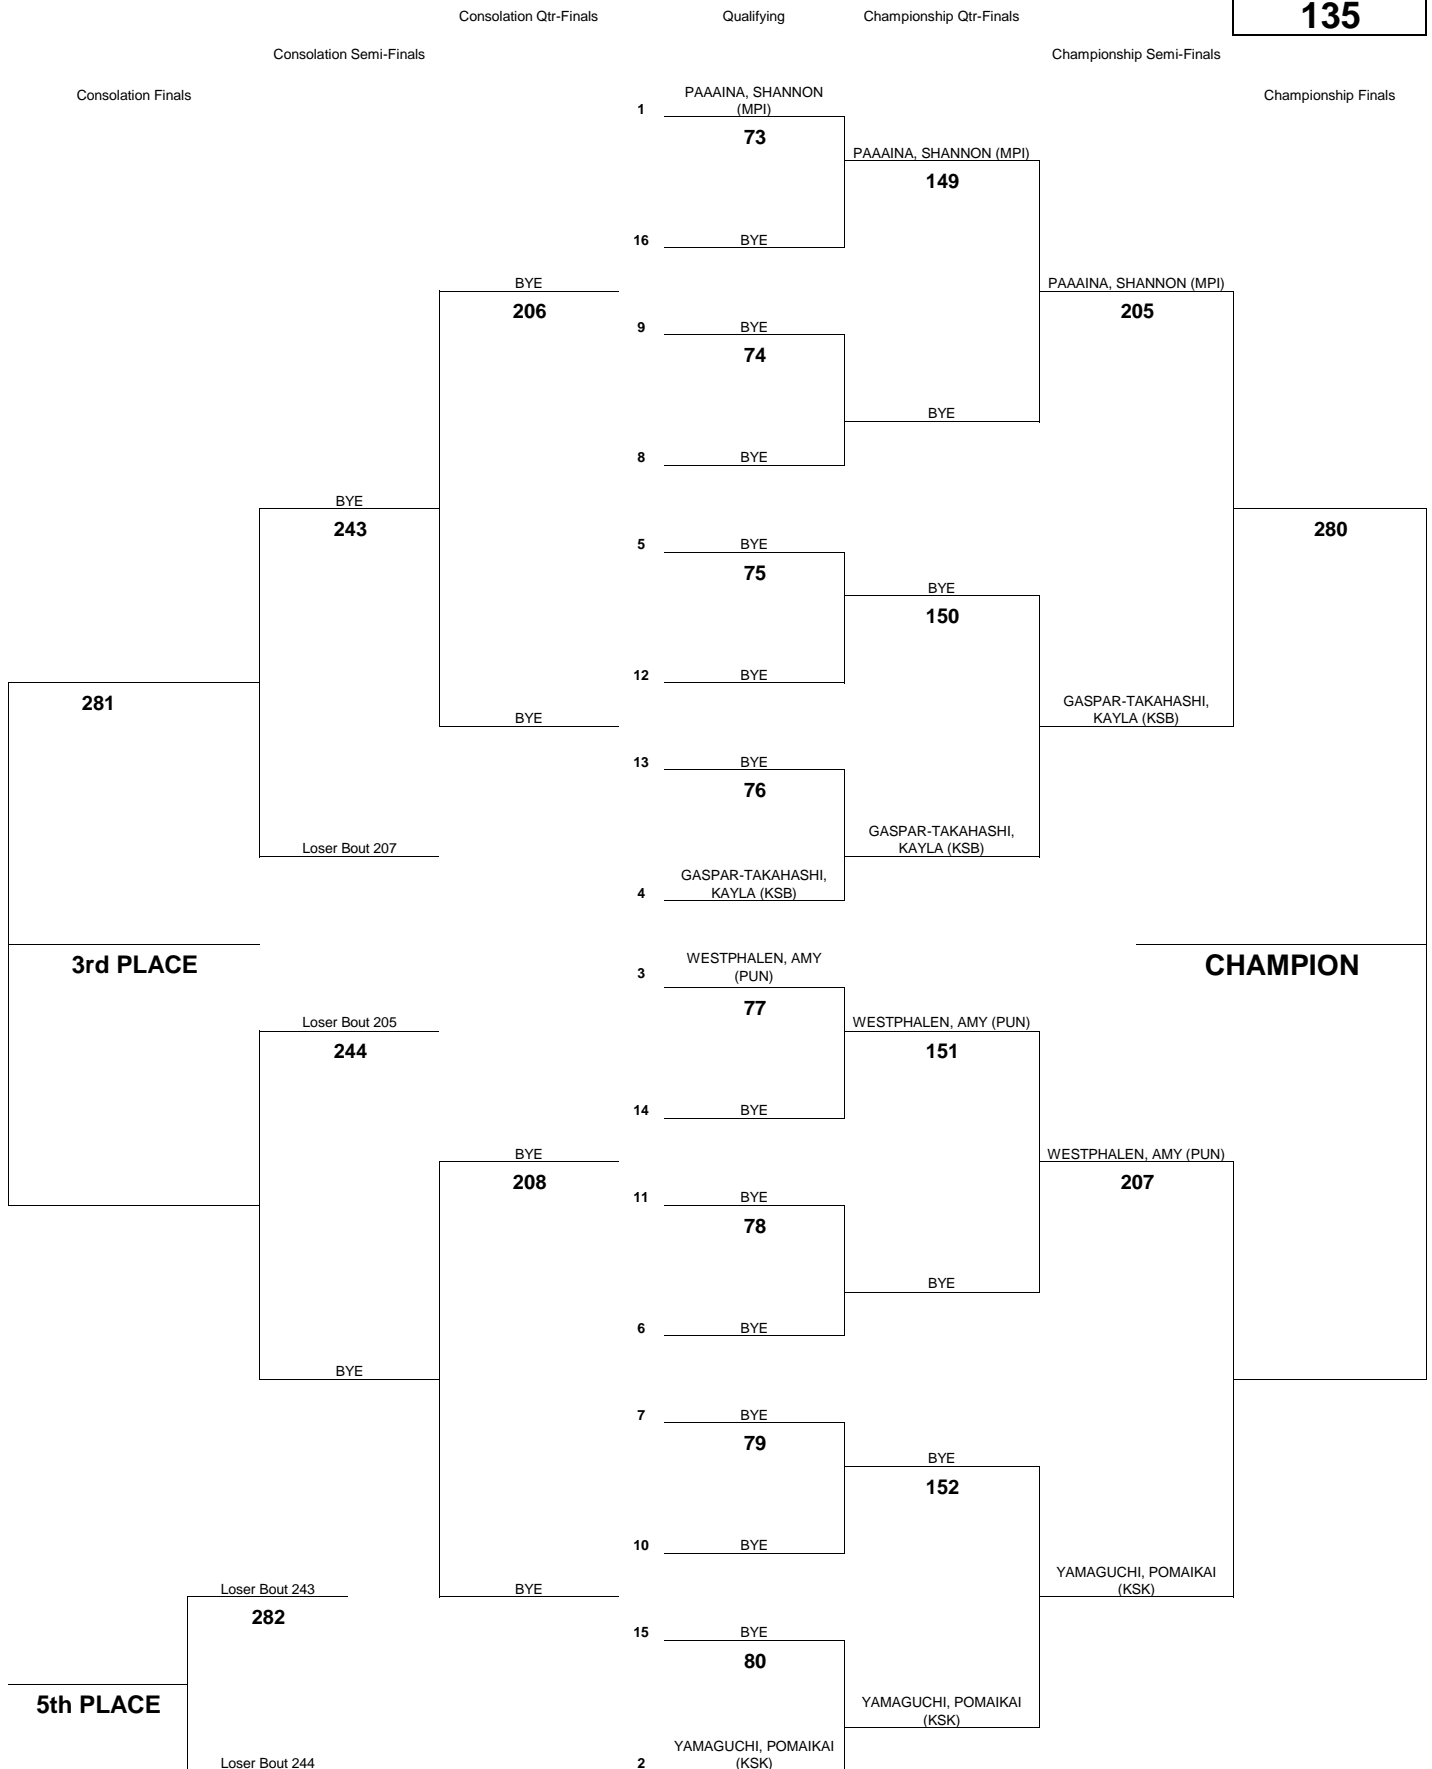 Consolation Qtr-Finals Qualifying Championship Qtr-Finals 135
Consolation Semi-Finals Championship Semi-Finals
Consolation Finals Championship Finals
PAAAINA, SHANNON
1 (MPI)
73
PAAAINA, SHANNON (MPI)
149
16 BYE
BYE PAAAINA, SHANNON (MPI)
206 205
9 BYE
74
BYE
8 BYE
BYE
243 280
5 BYE
75
BYE
150
12 BYE
281
GASPAR-TAKAHASHI,
BYE KAYLA (KSB)
13 BYE
76
GASPAR-TAKAHASHI,
Loser Bout 207 KAYLA (KSB)
GASPAR-TAKAHASHI,
4 KAYLA (KSB)
3rd PLACE CHAMPION
WESTPHALEN, AMY
3 (PUN)
77
Loser Bout 205 WESTPHALEN, AMY (PUN)
244 151
14 BYE
BYE WESTPHALEN, AMY (PUN)
208 207
11 BYE
78
BYE
6 BYE
BYE
7 BYE
79
BYE
152
10 BYE
YAMAGUCHI, POMAIKAI
Loser Bout 243 BYE (KSK)
282
15 BYE
80
5th PLACE
YAMAGUCHI, POMAIKAI
(KSK)
YAMAGUCHI, POMAIKAI
Loser Bout 244 2 (KSK)